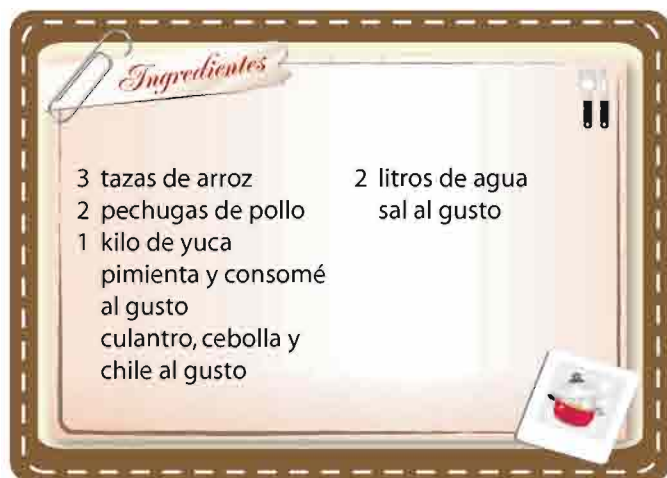 Ingredientes
3 tazas de arroz
2 pechugas de pollo
1 kilo de yuca
pimienta y consomé
al gusto
culantro, cebolla y
chile al gusto
2 litros de agua
sal al gusto